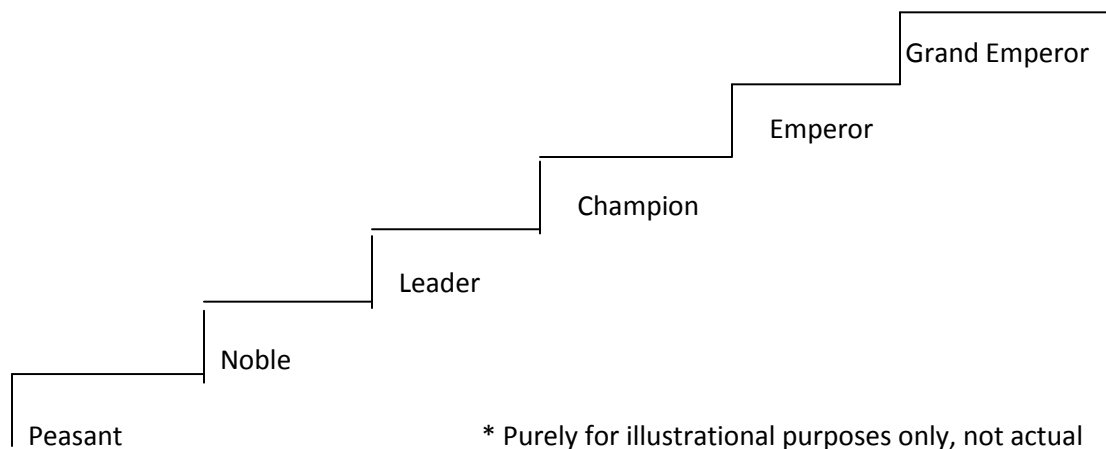 Grand Emperor
Emperor
Champion
Leader
Noble
Peasant
* Purely for illustrational purposes only, not actual